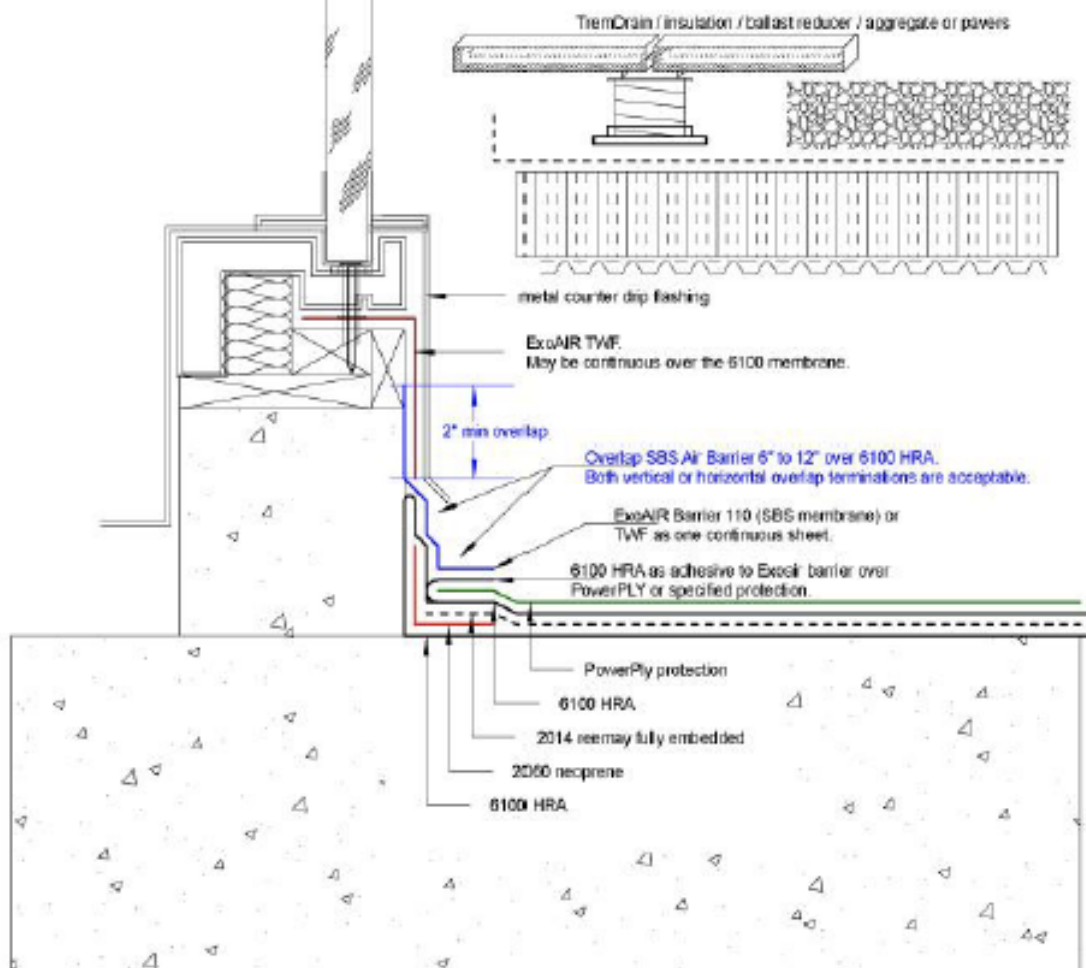 TremDrain / insulation / ballast reducer / aggregate or pavers
metal counter drip flashing
ExoAIR TWF.
May be continuous over the 6100 membrane.
2" min overlap
Overlap SBS Air Barrier 6" to 12" over 6100 HRA.
Both vertical or horizontal overlap terminations are acceptable.
ExoAIR Barrier 110 (SBS membrane) or
TWF as one continuous sheet.
6100 HRA as adhesive to Exoair barrier over
PowerPLY or specified protection.
PowerPly protection
6100 HRA
2014 reemay fully embedded
2060 neoprene
6100 HRA